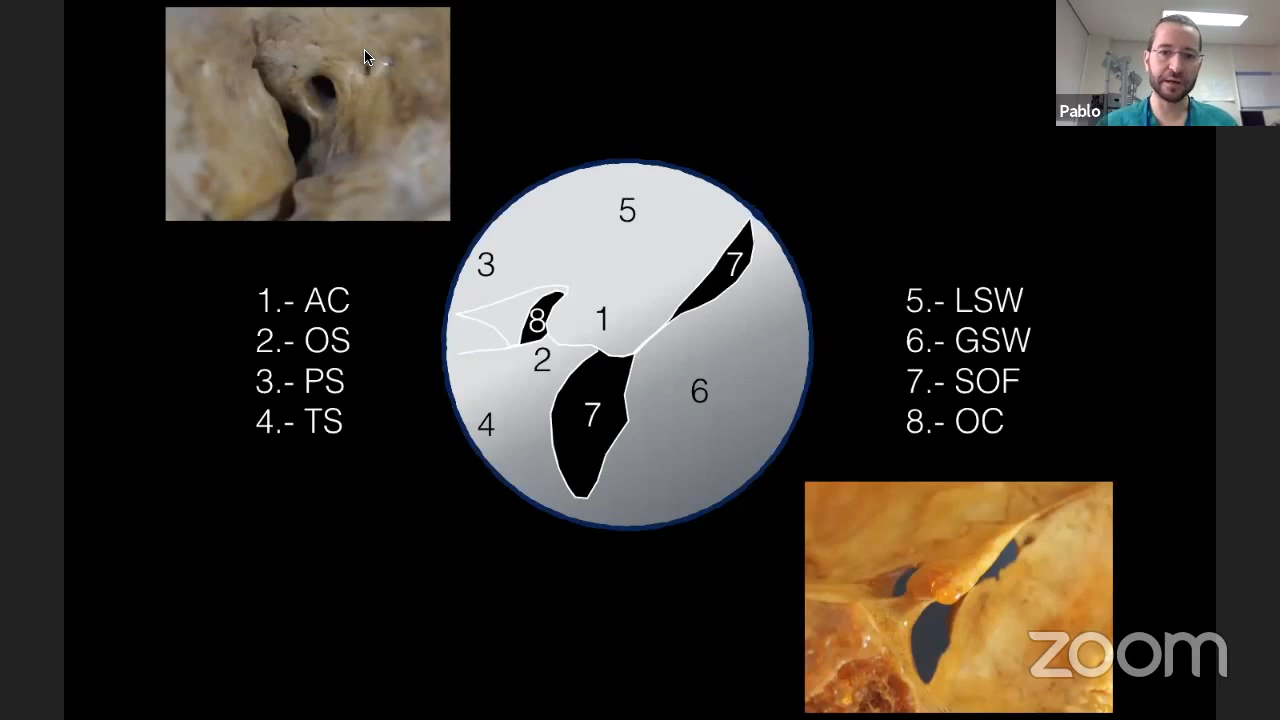 Pablo
5
3
7
8
1
2
6
7
4
1.- AC
2.- OS
3.- PS
4.- TS
5.- LSW
6.- GSW
7.- SOF
8.- OC
zoom